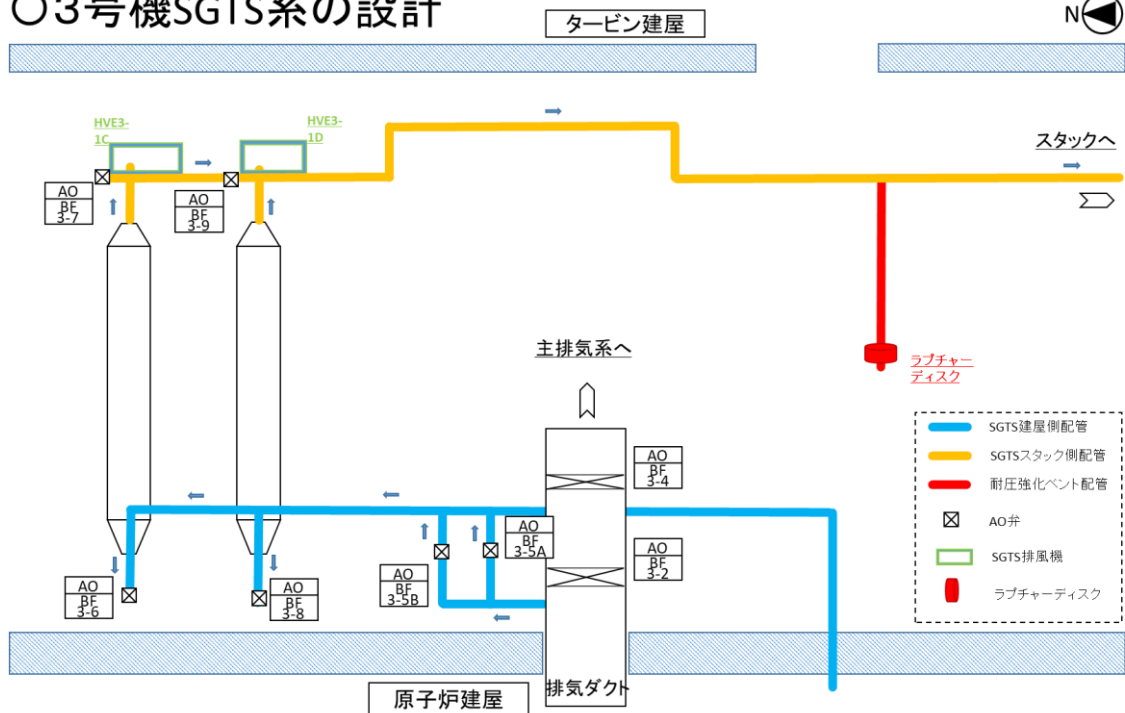 ○3号機SGTS系の設計
タービン建屋
N
HVE3-
1C
HVE3-
1D
スタックへ
AO
BF
3-7
AO
BF
3-9
主排気系へ
ラプチャー
ディスク
SGTS建屋側配管
SGTSスタック側配管
耐圧強化ベント配管
AO弁
SGTS排風機
ラプチャーディスク
AO
BF
3-4
AO
BF
3-5A
AO
BF
3-2
AO
BF
3-5B
AO
BF
3-6
AO
BF
3-8
原子炉建屋
排気ダクト